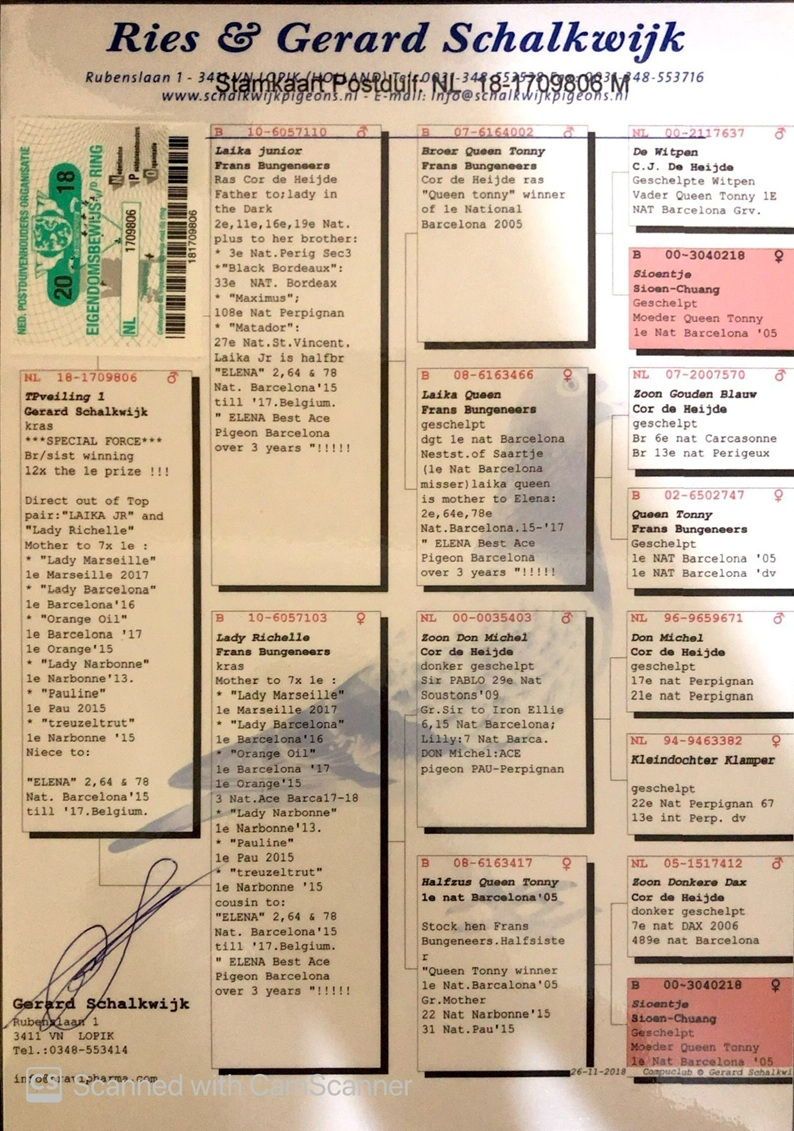 Ries & Gerard Schalkwijk
Rubenslaan 1 - 3411 VN LOPIK (HOLLAND) Tel: 0031-348-553538 Fax: 0031-348-553716
Stamkaart Postduif: NL 18-1709806 M
www.schalkwijkpigeons.nl - E-mail: info@schalkwijkpigeons.nl
NED. POSTDUIVENHOUDERS ORGANISATIE
20 18
EIGENDOMSBEWIJS V/D RING
NL 1709806
181709806
NL 18-1709806 ♂
TPveiling 1
Gerard Schalkwijk
kras
***SPECIAL FORCE***
Br/sist winning
12x the 1e prize !!!
Direct out of Top
pair:"LAIKA JR" and
"Lady Richelle"
Mother to 7x 1e :
* "Lady Marseille"
1e Marseille 2017
* "Lady Barcelona"
1e Barcelona'16
* "Orange Oil"
1e Barcelona '17
1e Orange'15
* "Lady Narbonne"
1e Narbonne'13.
* "Pauline"
1e Pau 2015
* "treuzeltrut"
1e Narbonne '15
Niece to:
"ELENA" 2,64 & 78
Nat. Barcelona'15
till '17.Belgium.
Gerard Schalkwijk
Rubenslaan 1
3411 VN LOPIK
Tel.:0348-553414
B 10-6057110 ♂
Laika junior
Frans Bungeneers
Ras Cor de Heijde
Father to;lady in
the Dark
2e,11e,16e,19e Nat.
plus to her brother:
* 3e Nat.Perig Sec3
*"Black Bordeaux":
33e NAT. Bordeax
* "Maximus";
108e Nat Perpignan
* "Matador":
27e Nat.St.Vincent.
Laika Jr is halfbr
"ELENA" 2,64 & 78
Nat. Barcelona'15
till '17.Belgium.
" ELENA Best Ace
Pigeon Barcelona
over 3 years "!!!!!
B 10-6057103 ♀
Lady Richelle
Frans Bungeneers
kras
Mother to 7x 1e :
* "Lady Marseille"
1e Marseille 2017
* "Lady Barcelona"
1e Barcelona'16
* "Orange Oil"
1e Barcelona '17
1e Orange'15
3 Nat.Ace Barca17-18
* "Lady Narbonne"
1e Narbonne'13.
* "Pauline"
1e Pau 2015
* "treuzeltrut"
1e Narbonne '15
cousin to:
"ELENA" 2,64 & 78
Nat. Barcelona'15
till '17.Belgium.
" ELENA Best Ace
Pigeon Barcelona
over 3 years "!!!!!
B 07-6164002 ♂
Broer Queen Tonny
Frans Bungeneers
Cor de Heijde ras
"Queen tonny" winner
of 1e National
Barcelona 2005
B 08-6163466 ♀
Laika Queen
Frans Bungeneers
geschelpt
dgt 1e nat Barcelona
Nestst.of Saartje
(1e Nat Barcelona
misser)laika queen
is mother to Elena:
2e,64e,78e
Nat.Barcelona.15-'17
" ELENA Best Ace
Pigeon Barcelona
over 3 years "!!!!!
NL 00-0035403 ♂
Zoon Don Michel
Cor de Heijde
donker geschelpt
Sir PABLO 29e Nat
Soustons'09
Gr.Sir to Iron Ellie
6,15 Nat Barcelona;
Lilly:7 Nat Barca.
DON Michel:ACE
pigeon PAU-Perpignan
B 08-6163417 ♀
Halfzus Queen Tonny
1e nat Barcelona'05
Stock hen Frans
Bungeneers.Halfsiste
r
"Queen Tonny winner
1e Nat.Barcalona'05
Gr.Mother
22 Nat Narbonne'15
31 Nat.Pau'15
NL 00-2117637 ♂
De Witpen
C.J. De Heijde
Geschelpte Witpen
Vader Queen Tonny 1E
NAT Barcelona Grv.
B 00-3040218 ♀
Sioentje
Sioen-Chuang
Geschelpt
Moeder Queen Tonny
1e Nat Barcelona '05
NL 07-2007570 ♂
Zoon Gouden Blauw
Cor de Heijde
geschelpt
Br 6e nat Carcasonne
Br 13e nat Perigeux
B 02-6502747 ♀
Queen Tonny
Frans Bungeneers
Geschelpt
1e NAT Barcelona '05
1e NAT Barcelona 'dv
NL 96-9659671 ♂
Don Michel
Cor de Heijde
geschelpt
17e nat Perpignan
21e nat Perpignan
NL 94-9463382 ♀
Kleindochter Klamper
geschelpt
22e Nat Perpignan 67
13e int Perp. dv
NL 05-1517412 ♂
Zoon Donkere Dax
Cor de Heijde
donker geschelpt
7e nat DAX 2006
489e nat Barcelona
B 00-3040218 ♀
Sioentje
Sioen-Chuang
Geschelpt
Moeder Queen Tonny
1e Nat Barcelona '05
26-11-2018 Compuclub © Gerard Schalkwi
CS Scanned with CamScanner